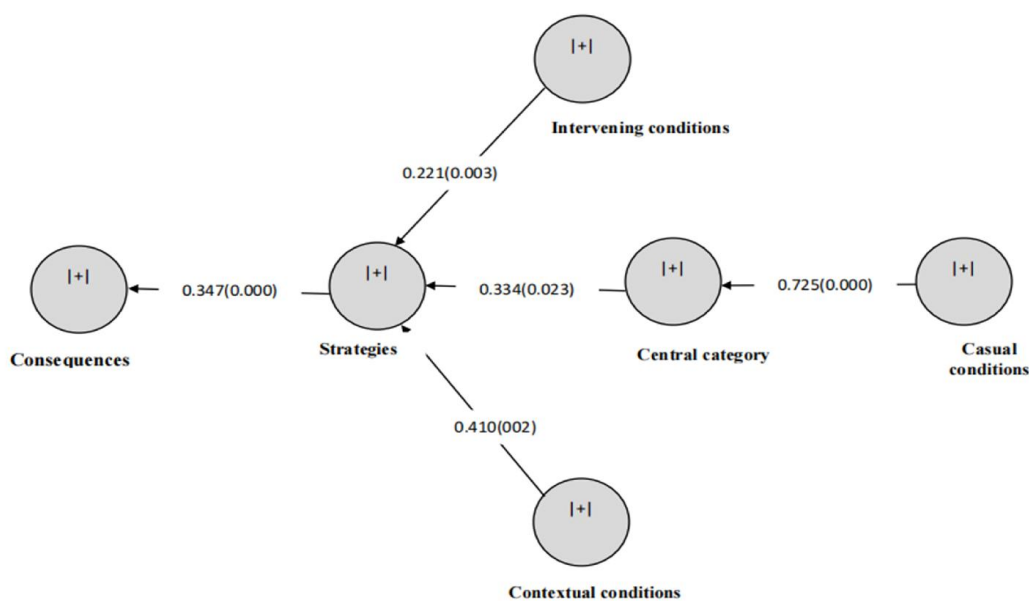 |+|
Intervening conditions
0.221(0.003)
|+|
|+|
|+|
|+|
0.347(0.000)
0.334(0.023)
0.725(0.000)
Consequences
Strategies
Central category
Casual
conditions
0.410(002)
|+|
Contextual conditions